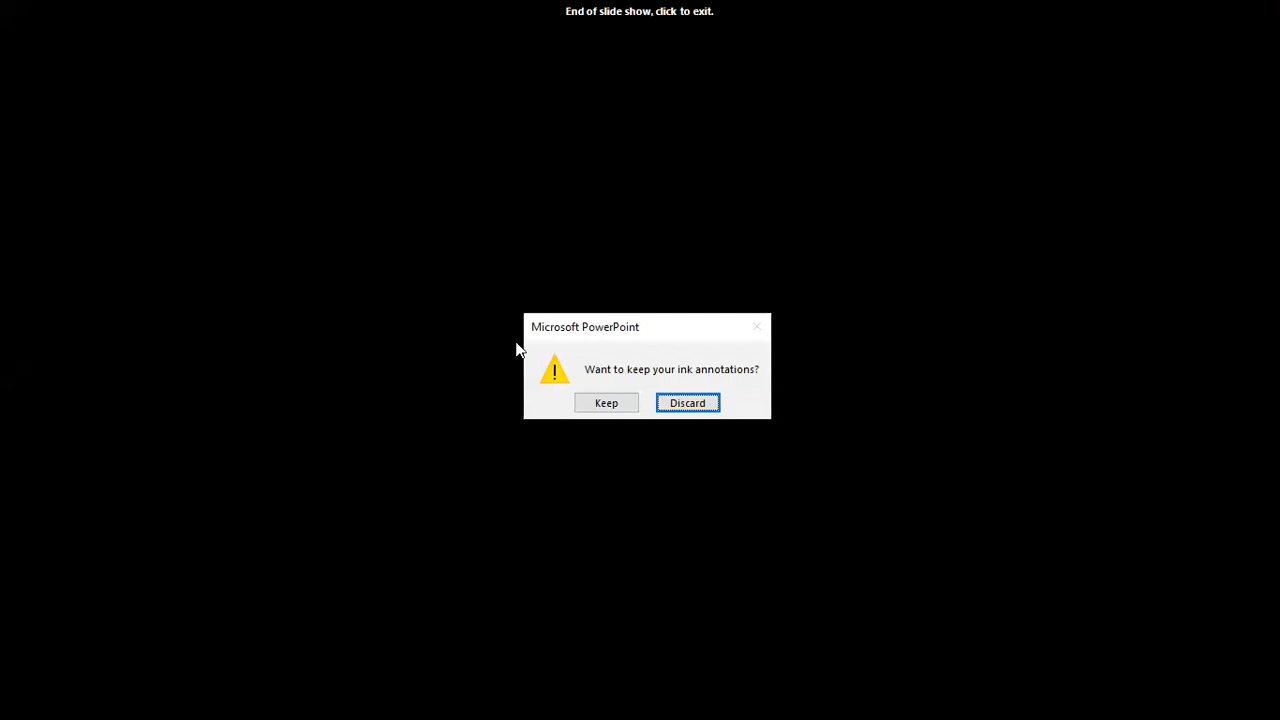 End of slide show, click to exit.
Microsoft PowerPoint
Want to keep your ink annotations?
Keep Discard